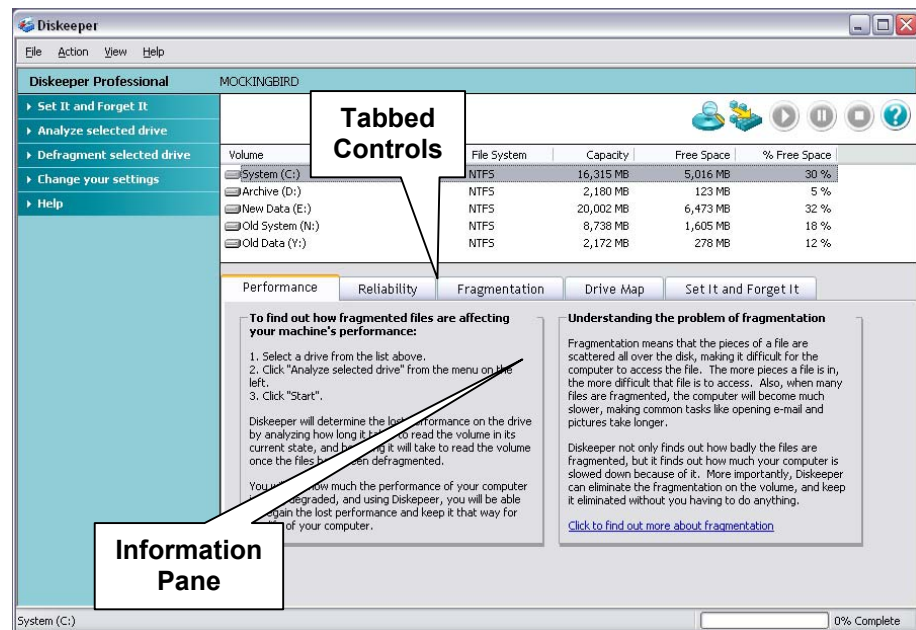 Diskeeper
File Action View Help
Diskeeper Professional
MOCKINGBIRD
Set It and Forget It
Analyze selected drive
Defragment selected drive
Change your settings
Help
Tabbed
Controls
Volume File System Capacity Free Space % Free Space
System (C:) NTFS 16,315 MB 5,016 MB 30 %
Archive (D:) NTFS 2,180 MB 123 MB 5 %
New Data (E:) NTFS 20,002 MB 6,473 MB 32 %
Old System (N:) NTFS 8,738 MB 1,605 MB 18 %
Old Data (Y:) NTFS 2,172 MB 278 MB 12 %
Performance Reliability Fragmentation Drive Map Set It and Forget It
To find out how fragmented files are affecting
your machine's performance:
1. Select a drive from the list above.
2. Click "Analyze selected drive" from the menu on the
left.
3. Click "Start".
Diskeeper will determine the lost performance on the drive
by analyzing how long it takes to read the volume in its
current state, and how long it will take to read the volume
once the files have been defragmented.
You will how much the performance of your computer
degraded, and using Diskepeer, you will be able
regain the lost performance and keep it that way for
of your computer.
Understanding the problem of fragmentation
Fragmentation means that the pieces of a file are
scattered all over the disk, making it difficult for the
computer to access the file. The more pieces a file is in,
the more difficult that file is to access. Also, when many
files are fragmented, the computer will become much
slower, making common tasks like opening e-mail and
pictures take longer.
Diskeeper not only finds out how badly the files are
fragmented, but it finds out how much your computer is
slowed down because of it. More importantly, Diskeeper
can eliminate the fragmentation on the volume, and keep
it eliminated without you having to do anything.
Click to find out more about fragmentation
Information
Pane
System (C:)
0% Complete